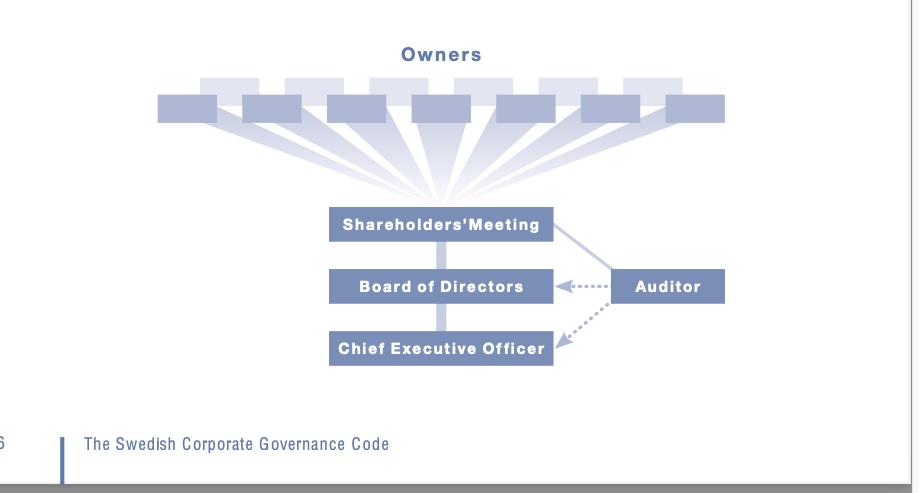 Owners
Shareholders'Meeting
Board of Directors
Auditor
Chief Executive Officer
6
The Swedish Corporate Governance Code